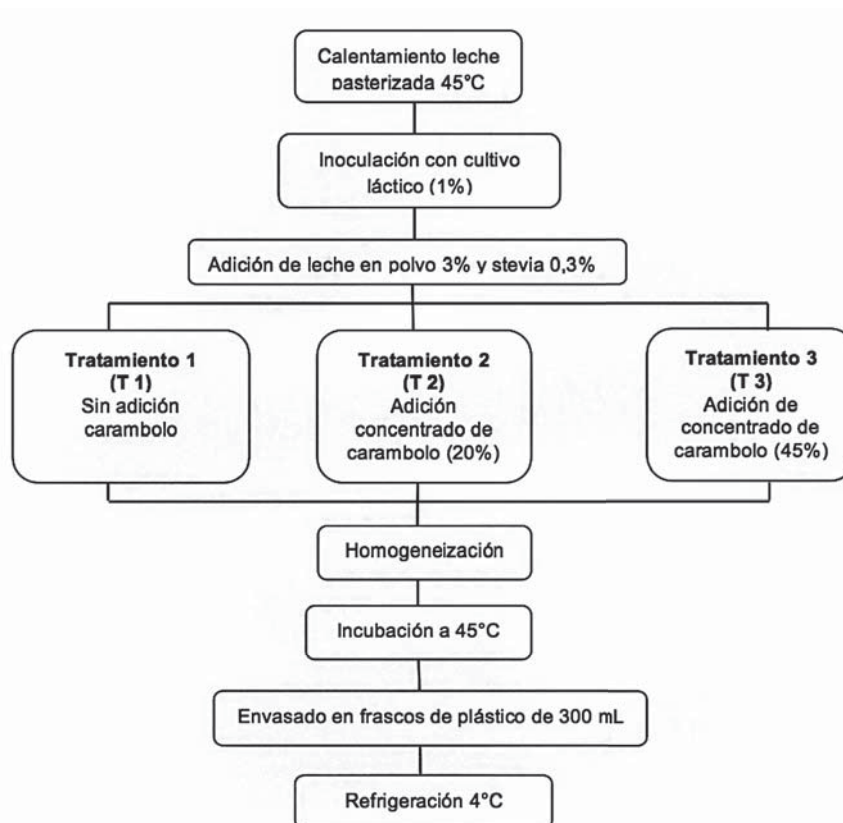 Calentamiento leche
pasterizada 45°C
Inoculación con cultivo
láctico (1%)
Adición de leche en polvo 3% y stevia 0,3%
Tratamiento 1
(T 1)
Sin adición
carambolo
Tratamiento 2
(T 2)
Adición
concentrado de
carambolo (20%)
Tratamiento 3
(T 3)
Adición de
concentrado de
carambolo (45%)
Homogeneización
Incubación a 45°C
Envasado en frascos de plástico de 300 mL
Refrigeración 4°C